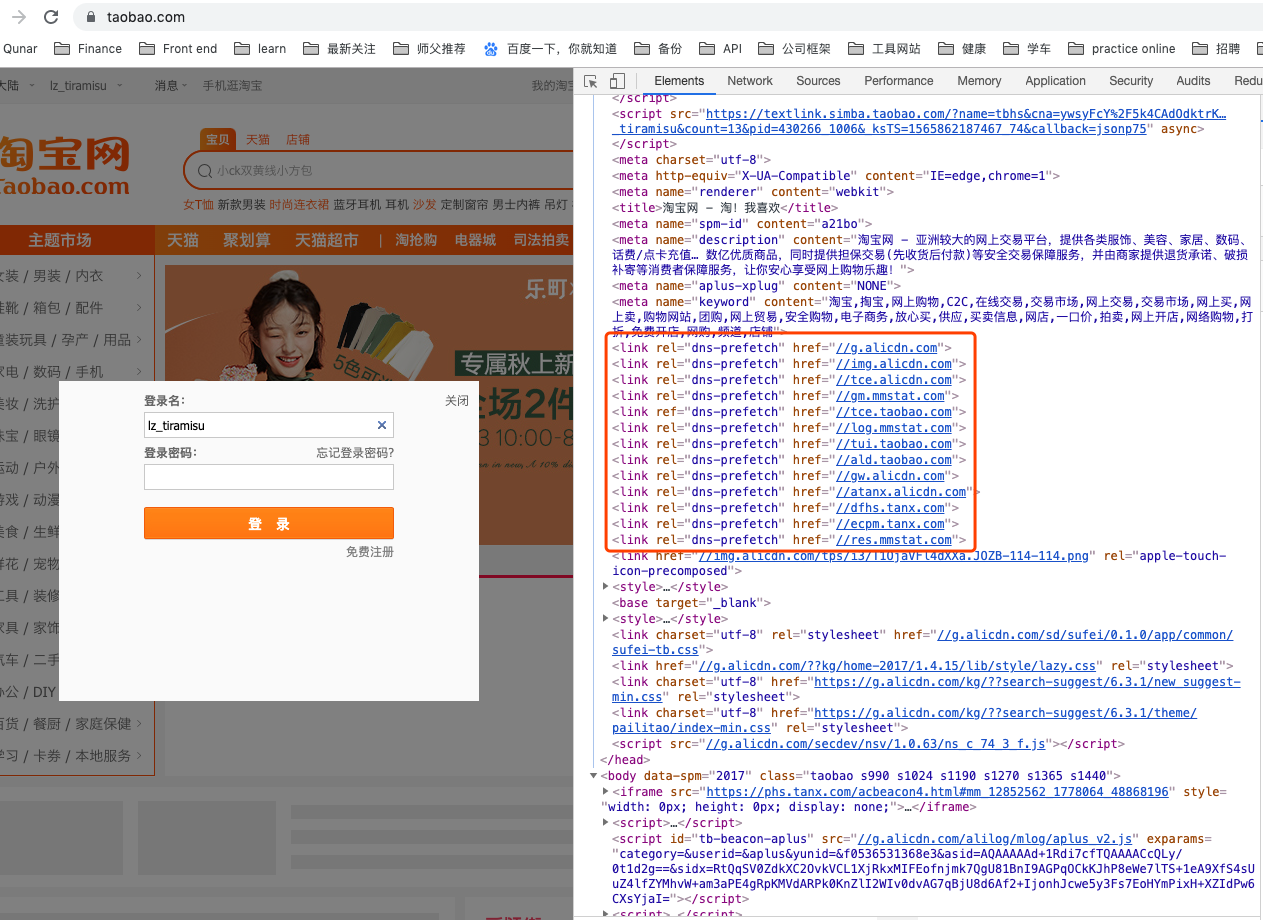 taobao.com
Qunar Finance Front end learn 最新关注 师父推荐 百度一下，你就知道 备份 API 公司框架 工具网站 健康 学车 practice online 招聘
大陆 lz_tiramisu 消息 手机逛淘宝 我的淘宝
Elements Network Sources Performance Memory Application Security Audits Redu
宝贝 天猫 店铺
淘宝网
Taobao.com
小ck双黄线小方包
女T恤 新款男装 时尚连衣裙 蓝牙耳机 耳机 沙发 定制窗帘 男士内裤 吊灯
主题市场 天猫 聚划算 天猫超市 | 淘抢购 电器城 司法拍卖
女装 / 男装 / 内衣
鞋靴 / 箱包 / 配件
童装玩具 / 孕产 / 用品
家电 / 数码 / 手机
美妆 / 洗护
珠宝 / 眼镜
运动 / 户外
游戏 / 动漫
美食 / 生鲜
鲜花 / 宠物
工具 / 装修
家具 / 家饰
汽车 / 二手
办公 / DIY
百货 / 餐厨 / 家庭保健
学习 / 卡券 / 本地服务
乐町
5色可
专属秋上新
全场2件
3 10:00-8
登录名：
关闭
lz_tiramisu
登录密码：
忘记登录密码?
登 录
免费注册
</script>
<script src="https://textlink.simba.taobao.com/?name=tbhs&cna=ywsyFcY%2F5k4CAdOdktrK…
_tiramisu&count=13&pid=430266_1006&_ksTS=1565862187467_74&callback=jsonp75" async>
</script>
<meta charset="utf-8">
<meta http-equiv="X-UA-Compatible" content="IE=edge,chrome=1">
<meta name="renderer" content="webkit">
<title>淘宝网 - 淘！我喜欢</title>
<meta name="spm-id" content="a21bo">
<meta name="description" content="淘宝网 - 亚洲较大的网上交易平台，提供各类服饰、美容、家居、数码、
话费/点卡充值… 数亿优质商品，同时提供担保交易(先收货后付款)等安全交易保障服务，并由商家提供退货承诺、破损
补寄等消费者保障服务，让你安心享受网上购物乐趣！">
<meta name="aplus-xplug" content="NONE">
<meta name="keyword" content="淘宝,掏宝,网上购物,C2C,在线交易,交易市场,网上交易,交易市场,网上买,网
上卖,购物网站,团购,网上贸易,安全购物,电子商务,放心买,供应,买卖信息,网店,一口价,拍卖,网上开店,网络购物,打
折,免费开店,网购,频道,店铺">
<link rel="dns-prefetch" href="//g.alicdn.com">
<link rel="dns-prefetch" href="//img.alicdn.com">
<link rel="dns-prefetch" href="//tce.alicdn.com">
<link rel="dns-prefetch" href="//gm.mmstat.com">
<link rel="dns-prefetch" href="//tce.taobao.com">
<link rel="dns-prefetch" href="//log.mmstat.com">
<link rel="dns-prefetch" href="//tui.taobao.com">
<link rel="dns-prefetch" href="//ald.taobao.com">
<link rel="dns-prefetch" href="//gw.alicdn.com">
<link rel="dns-prefetch" href="//atanx.alicdn.com">
<link rel="dns-prefetch" href="//dfhs.tanx.com">
<link rel="dns-prefetch" href="//ecpm.tanx.com">
<link rel="dns-prefetch" href="//res.mmstat.com">
<link href="//img.alicdn.com/tps/i3/T1OjaVFl4dXXa.JOZB-114-114.png" rel="apple-touch-
icon-precomposed">
<style>…</style>
<base target="_blank">
<style>…</style>
<link charset="utf-8" rel="stylesheet" href="//g.alicdn.com/sd/sufei/0.1.0/app/common/
sufei-tb.css">
<link href="//g.alicdn.com/??kg/home-2017/1.4.15/lib/style/lazy.css" rel="stylesheet">
<link charset="utf-8" href="https://g.alicdn.com/kg/??search-suggest/6.3.1/new_suggest-
min.css" rel="stylesheet">
<link charset="utf-8" href="https://g.alicdn.com/kg/??search-suggest/6.3.1/theme/
pailitao/index-min.css" rel="stylesheet">
<script src="//g.alicdn.com/secdev/nsv/1.0.63/ns_c_74_3_f.js"></script>
</head>
<body data-spm="2017" class="taobao s990 s1024 s1190 s1270 s1365 s1440">
<iframe src="https://phs.tanx.com/acbeacon4.html#mm_12852562_1778064_48868196" style=
"width: 0px; height: 0px; display: none;">…</iframe>
<script>…</script>
<script id="tb-beacon-aplus" src="//g.alicdn.com/alilog/mlog/aplus_v2.js" exparams=
"category=&userid=&aplus&yunid=&f0536531368e3&asid=AQAAAAAd+1Rdi7cfTQAAAACcQLy/
0t1d2g==&sidx=RtQqSV0ZdkXC2OvkVCL1XjRkxMIFEofnjmk7QgU81BnI9AGPqOCkKJhP8eWe7lTS+1eA9XfS4sU
uZ4lfZYMhvW+am3aPE4gRpKMVdARPk0KnZlI2WIv0dvAG7qBjU8d6Af2+IjonhJcwe5y3Fs7EoHYmPixH+XZIdPw6
CXsYjaI="></script>
<script>…</script>